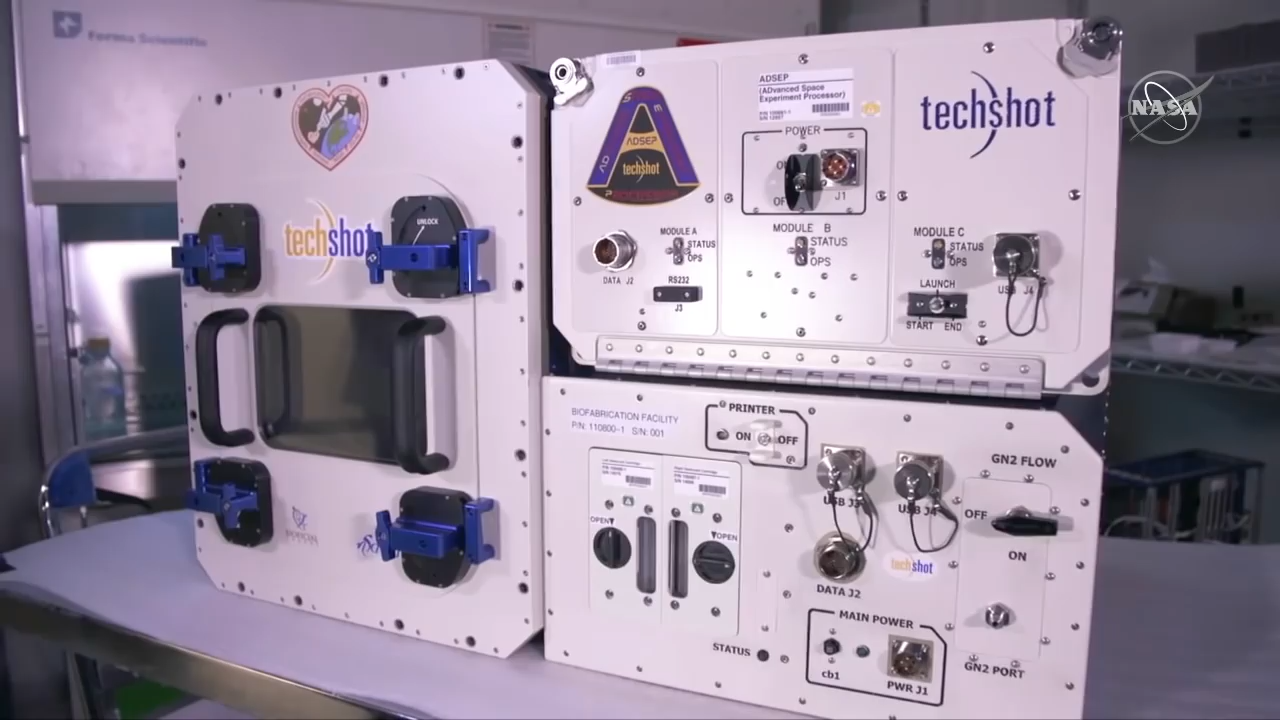 Forma Scientific
NASA
techshot
UNLOCK
ADSEP
techshot
ADSEP
(ADvanced Space
Experiment Processor)
POWER
J1
techshot
MODULE A
STATUS
OPS
DATA J2
RS232
J3
MODULE B
STATUS
OPS
MODULE C
STATUS
OPS
LAUNCH
START END
USB J4
BIOFABRICATION FACILITY
P/N: 110800-1 S/N: 001
PRINTER
ON OFF
OPEN
OPEN
USB J3
USB J4
DATA J2
techshot
GN2 FLOW
OFF
ON
GN2 PORT
MAIN POWER
cb1
PWR J1
STATUS